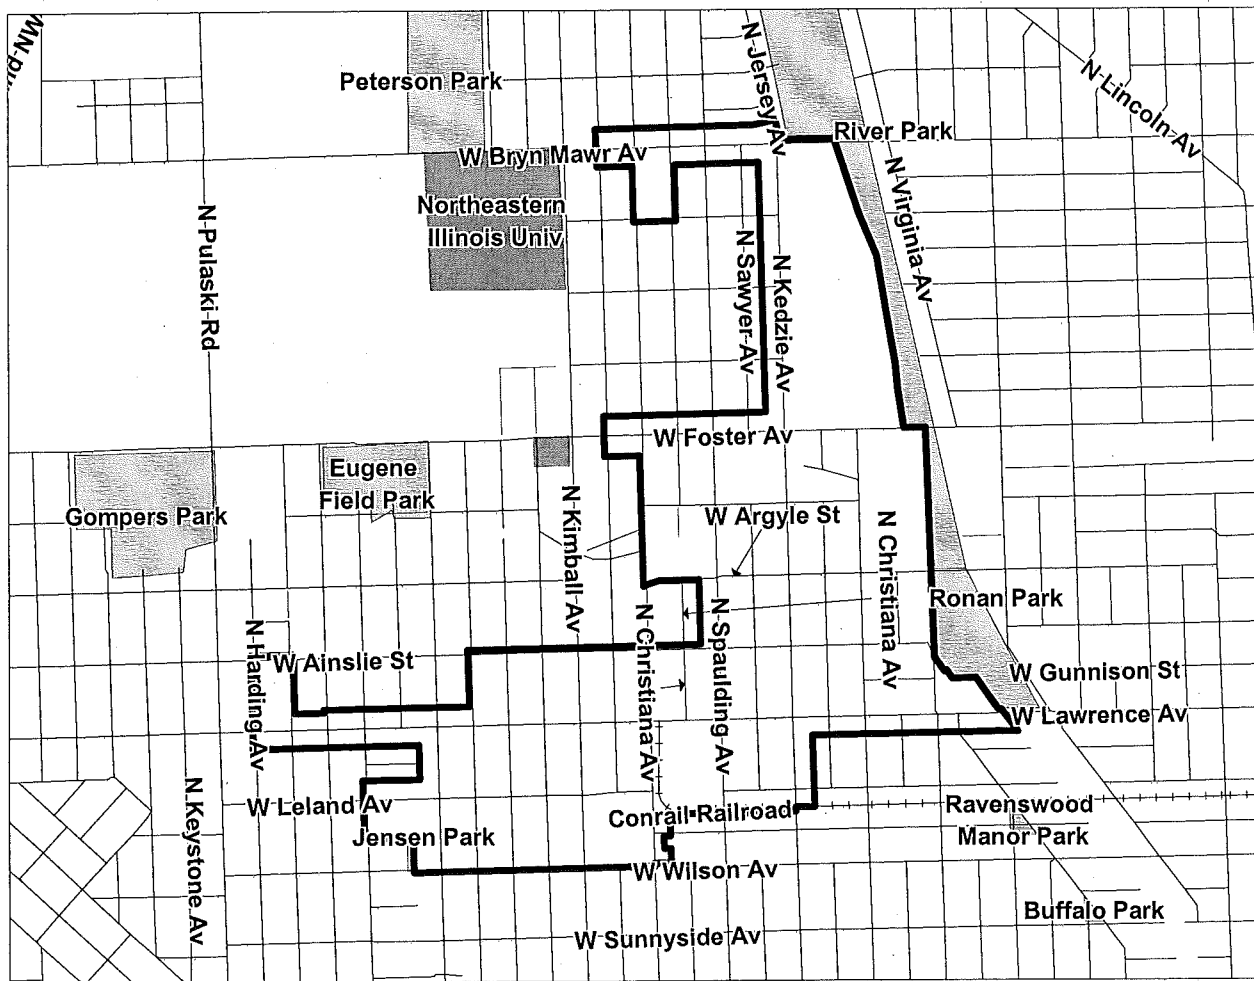 nd-NW
N-Jersey-Av
N Lincoln Av
Peterson Park
River Park
W Bryn Mawr Av
N-Virginia-Av
Northeastern
Illinois Univ
N-Pulaski-Rd
N-Sawyer-Av
N-Kedzie-Av
W Foster Av
Eugene
Field Park
Gompers Park
N-Kimball-Av
W Argyle St
N Christiana Av
Ronan Park
N-Harding-Av
W Ainslie St
N-Christiana-Av
N-Spaulding-Av
W Gunnison St
W Lawrence Av
N Keystone Av
W Leland Av
Conrail-Railroad
Ravenswood
Manor Park
Jensen Park
W Wilson Av
Buffalo Park
W Sunnyside Av